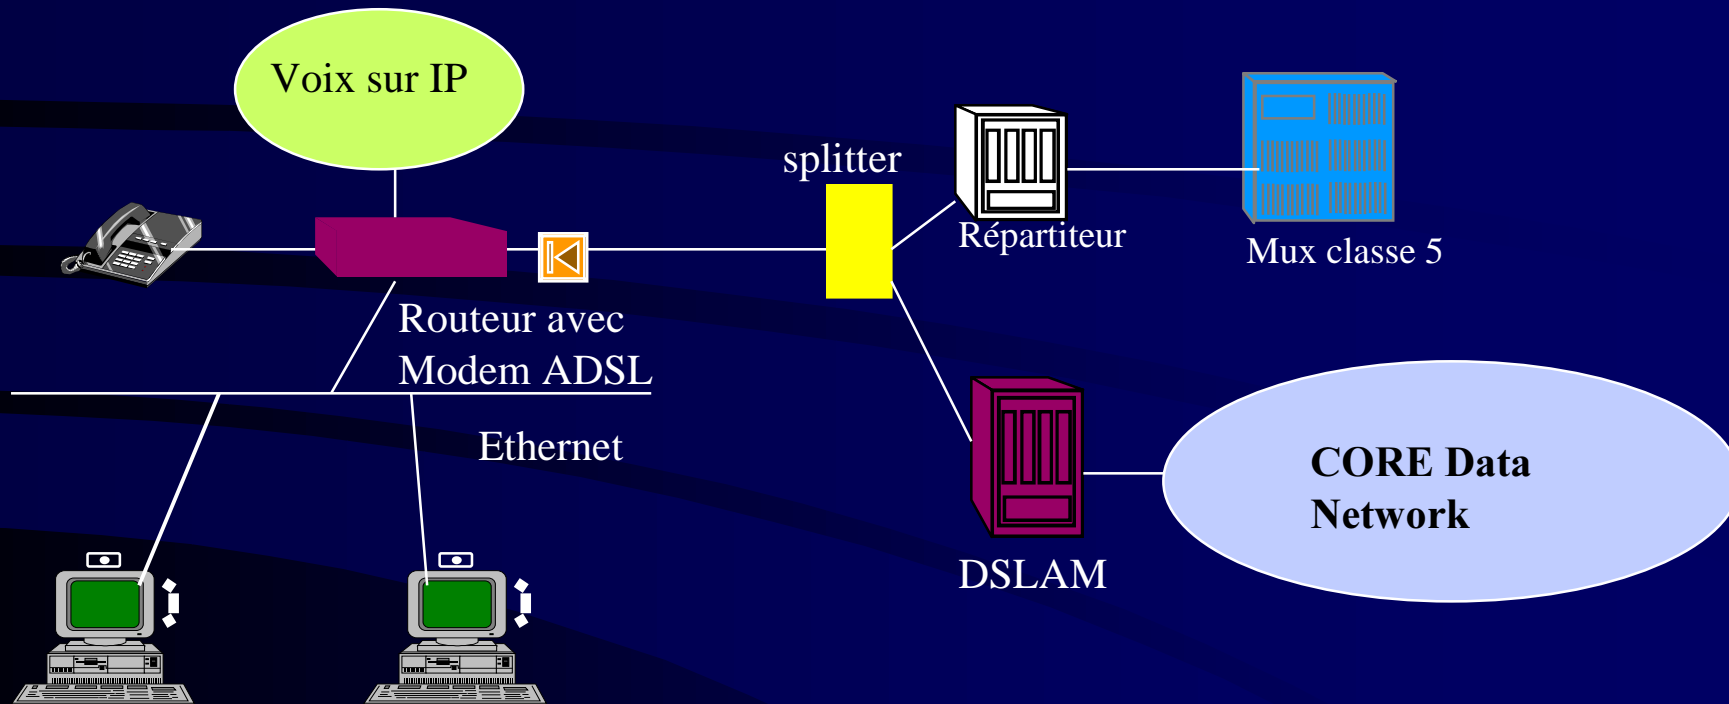 Voix sur IP
splitter
Répartiteur
Mux classe 5
Routeur avec
Modem ADSL
Ethernet
CORE Data
Network
DSLAM